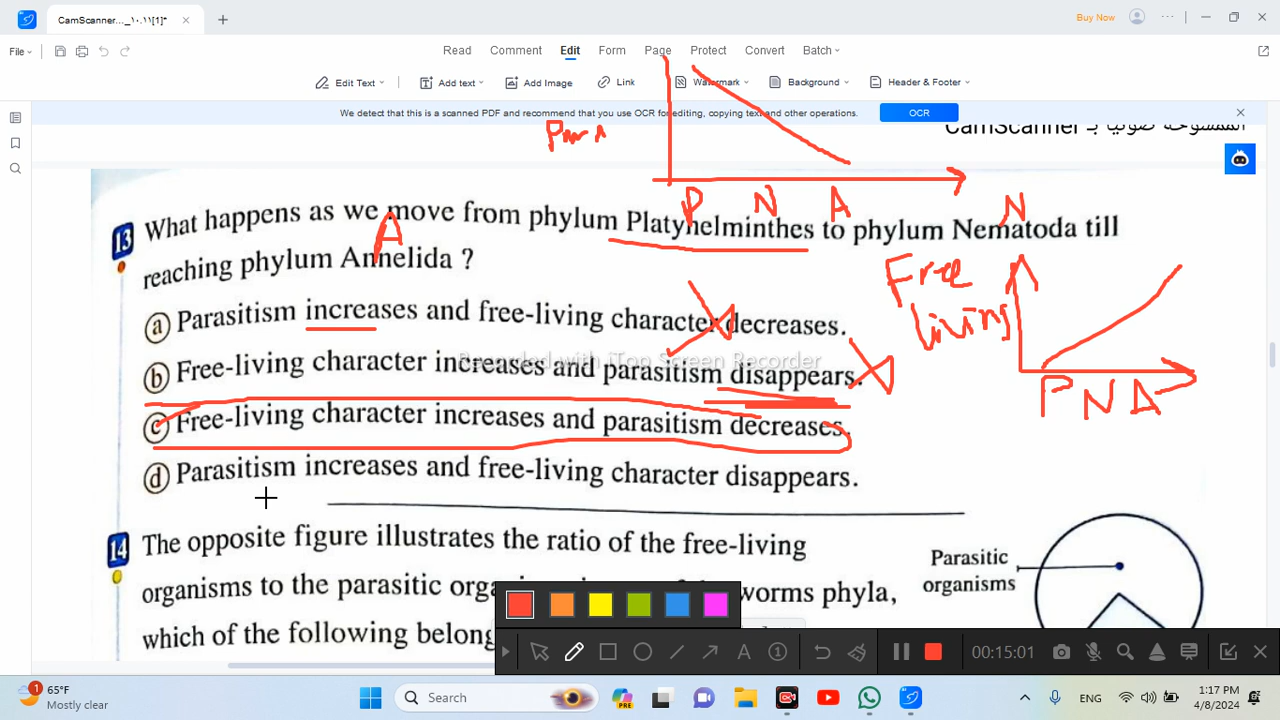 CamScanner..._١٠.١١[1]*
Buy Now
File
Read Comment Edit Form Page Protect Convert Batch
Edit Text Add text Add Image Link Watermark Background Header & Footer
We detect that this is a scanned PDF and recommend that you use OCR for editing, copying text and other operations.
OCR
الممسوحة ضوئيا بـ CamScanner
Para
P N A
N
13 What happens as we move from phylum Platyhelminthes to phylum Nematoda till
A
reaching phylum Annelida ?
Free
living
a Parasitism increases and free-living character decreases.
Recorded with iTop Screen Recorder
b Free-living character increases and parasitism disappears.
P N A
c Free-living character increases and parasitism decreases.
d Parasitism increases and free-living character disappears.
14 The opposite figure illustrates the ratio of the free-living
Parasitic
organisms
organisms to the parasitic worms phyla,
which of the following
00:15:01
1
65°F
Mostly clear
Search
PRE
ENG
1:17 PM
4/8/2024